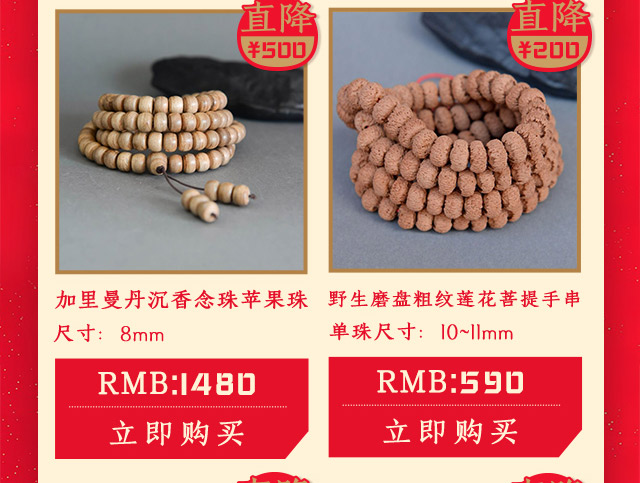 直降
¥500
直降
¥200
加里曼丹沉香念珠苹果珠
尺寸：8mm
RMB:1480
立即购买
野生磨盘粗纹莲花菩提手串
单珠尺寸：10~11mm
RMB:590
立即购买